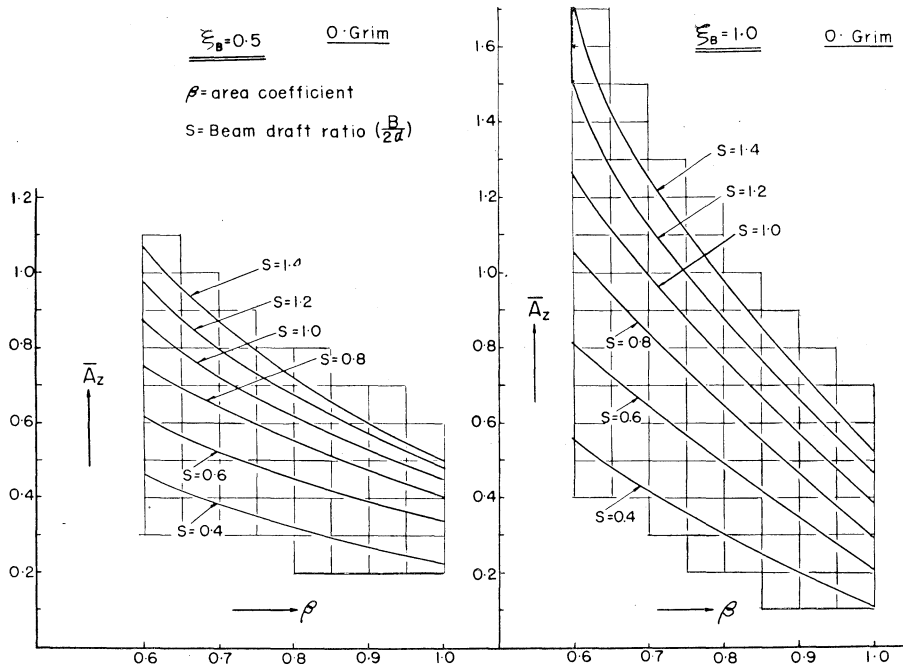 ξB=0·5 O·Grim
β=area coefficient
S=Beam draft ratio (B/2d)
1·2
1·0
0·8
0·6
0·4
0·2
Āz
S=1·4
S=1·2
S=1·0
S=0·8
S=0·6
S=0·4
β
0·6 0·7 0·8 0·9 1·0
ξB=1·0 O·Grim
1·6
1·4
1·2
1·0
0·8
0·6
0·4
0·2
Āz
S=1·4
S=1·2
S=1·0
S=0·8
S=0·6
S=0·4
β
0·6 0·7 0·8 0·9 1·0